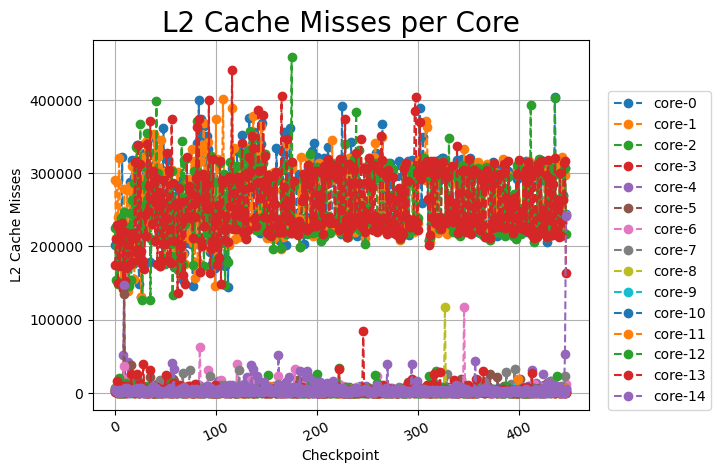 L2 Cache Misses per Core
L2 Cache Misses
400000
300000
200000
100000
0
0
100
200
300
400
Checkpoint
core-0
core-1
core-2
core-3
core-4
core-5
core-6
core-7
core-8
core-9
core-10
core-11
core-12
core-13
core-14